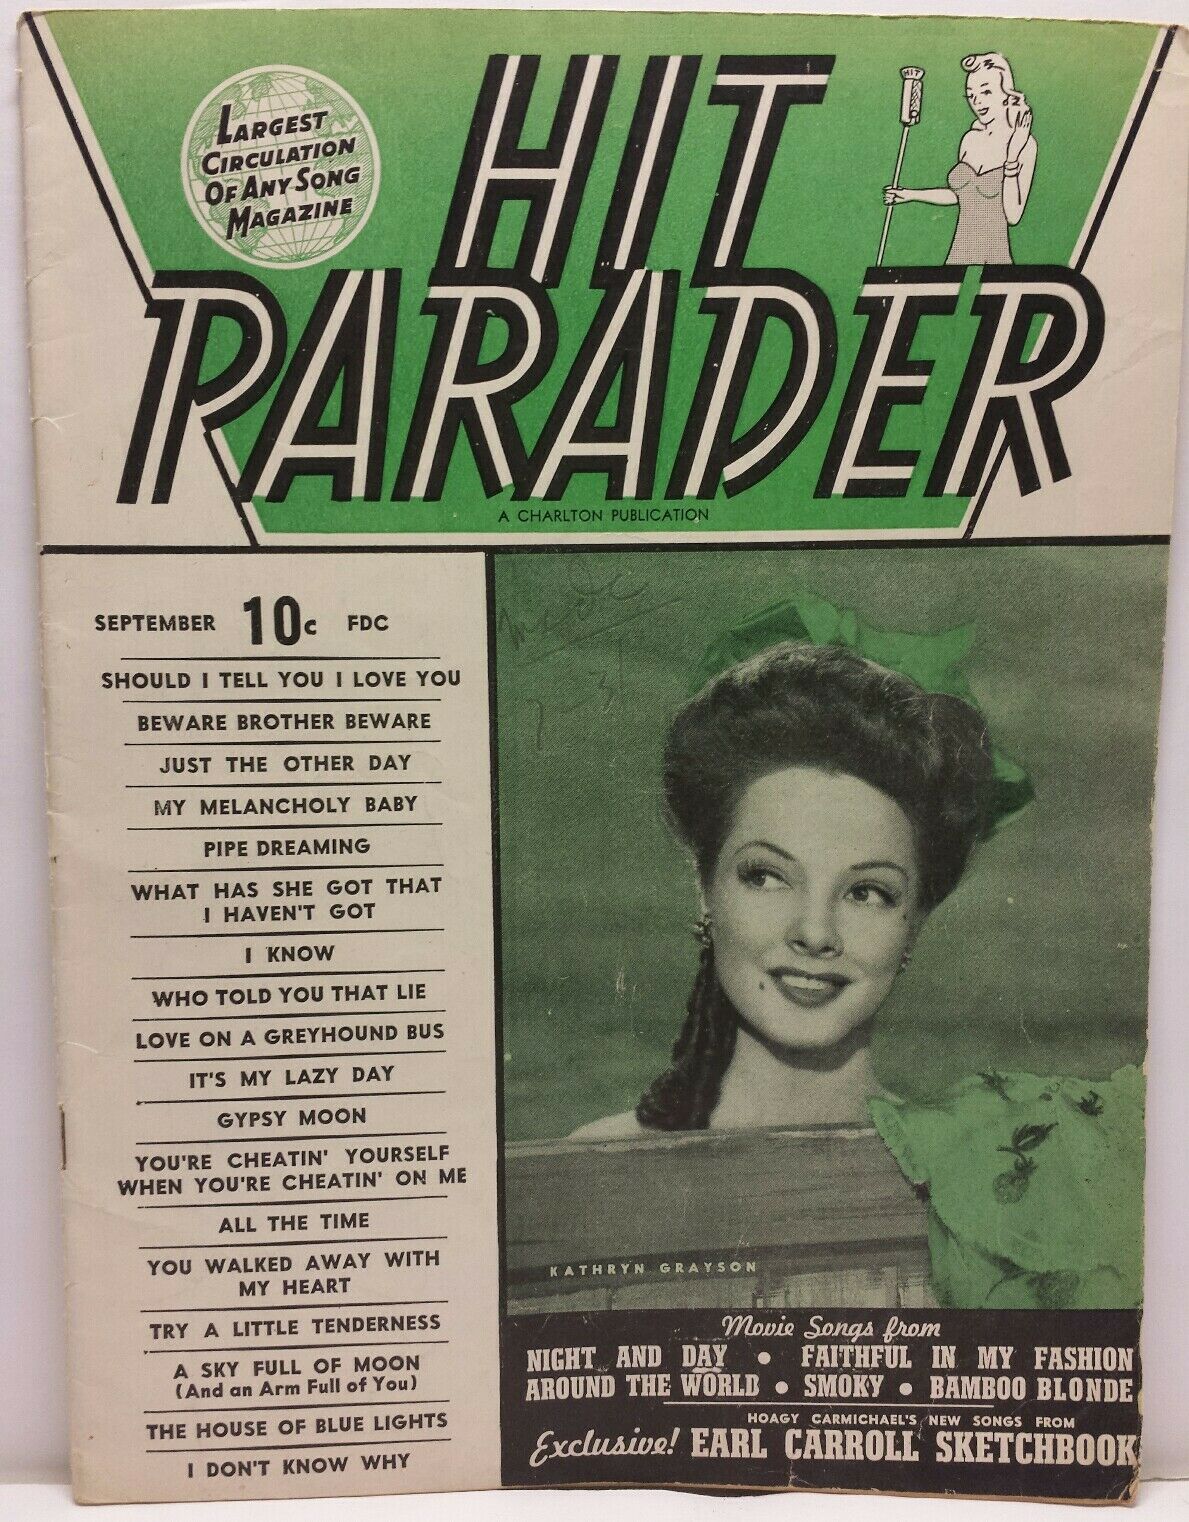 LARGEST
CIRCULATION
OF ANY SONG
MAGAZINE
HIT
HIT
PARADER
A CHARLTON PUBLICATION
SEPTEMBER 10c FDC
SHOULD I TELL YOU I LOVE YOU
BEWARE BROTHER BEWARE
JUST THE OTHER DAY
MY MELANCHOLY BABY
PIPE DREAMING
WHAT HAS SHE GOT THAT
I HAVEN'T GOT
I KNOW
WHO TOLD YOU THAT LIE
LOVE ON A GREYHOUND BUS
IT'S MY LAZY DAY
GYPSY MOON
YOU'RE CHEATIN' YOURSELF
WHEN YOU'RE CHEATIN' ON ME
ALL THE TIME
YOU WALKED AWAY WITH
MY HEART
TRY A LITTLE TENDERNESS
A SKY FULL OF MOON
(And an Arm Full of You)
THE HOUSE OF BLUE LIGHTS
I DON'T KNOW WHY
KATHRYN GRAYSON
Movie Songs from
NIGHT AND DAY • FAITHFUL IN MY FASHION
AROUND THE WORLD • SMOKY • BAMBOO BLONDE
HOAGY CARMICHAEL'S NEW SONGS FROM
Exclusive! EARL CARROLL SKETCHBOOK